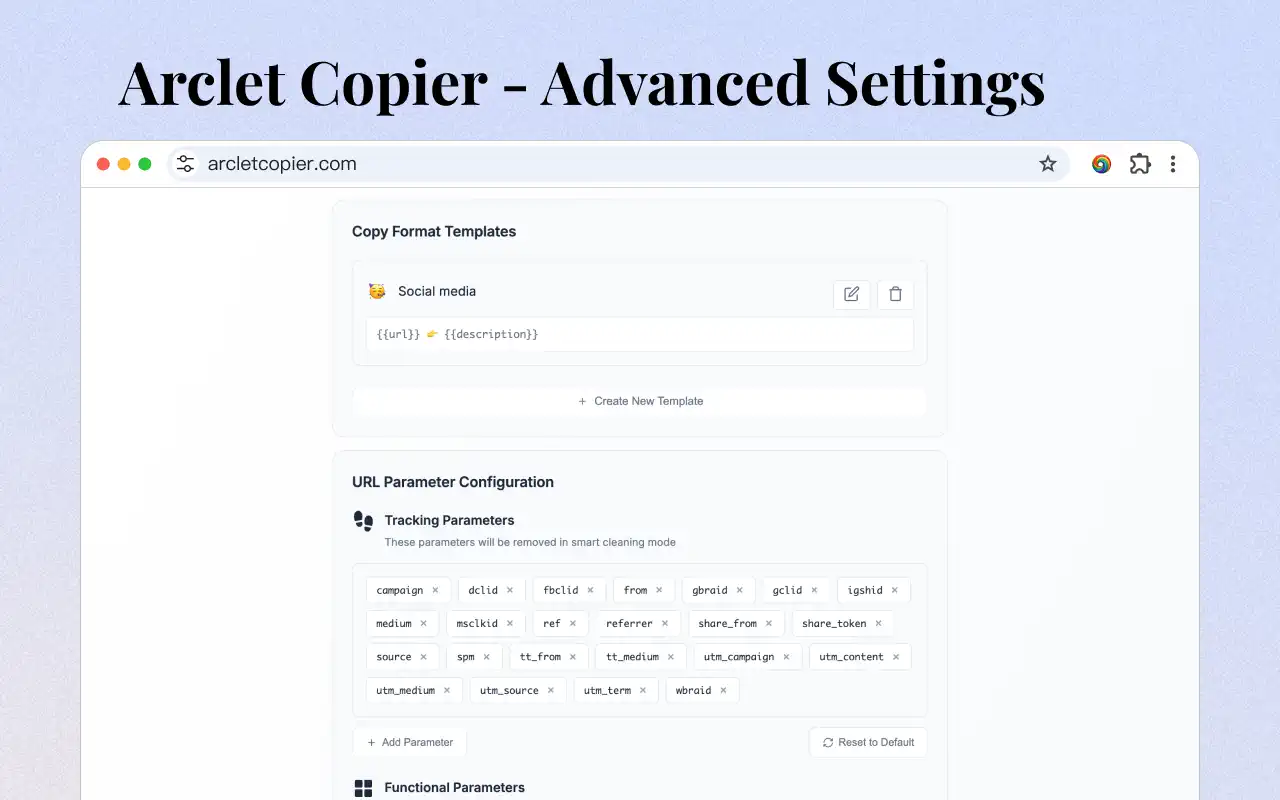 Arclet Copier - Advanced Settings
arcletcopier.com
Copy Format Templates
🥳 Social media
{{url}} 👉 {{description}}
+ Create New Template
URL Parameter Configuration
Tracking Parameters
These parameters will be removed in smart cleaning mode
campaign × dclid × fbclid × from × gbraid × gclid × igshid ×
medium × msclkid × ref × referrer × share_from × share_token ×
source × spm × tt_from × tt_medium × utm_campaign × utm_content ×
utm_medium × utm_source × utm_term × wbraid ×
+ Add Parameter Reset to Default
Functional Parameters